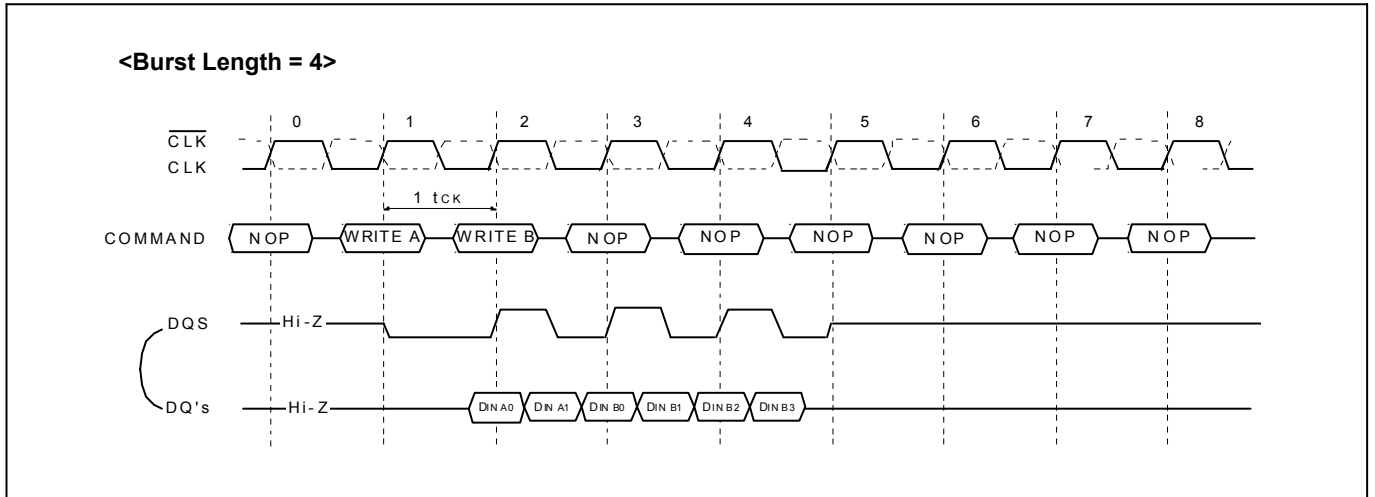 <Burst Length = 4>
0 1 2 3 4 5 6 7 8
CLK
CLK
1 tCK
COMMAND NOP WRITE A WRITE B NOP NOP NOP NOP NOP NOP
DQS Hi-Z
DQ's Hi-Z DIN A0 DIN A1 DIN B0 DIN B1 DIN B2 DIN B3